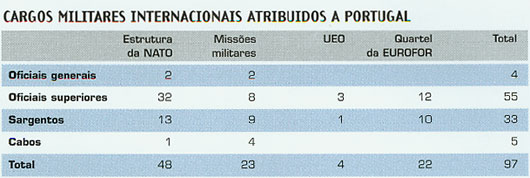 CARGOS MILITARES INTERNACIONAIS ATRIBUIDOS A PORTUGAL
Estrutura da NATO Missões militares UEO Quartel da EUROFOR Total
Oficiais generais 2 2 4
Oficiais superiores 32 8 3 12 55
Sargentos 13 9 1 10 33
Cabos 1 4 5
Total 48 23 4 22 97